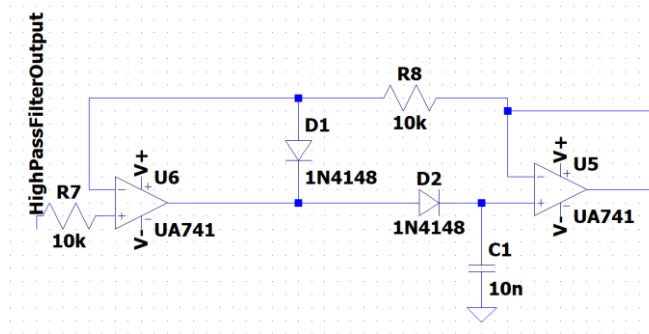 HighPassFilterOutput
R7
10k
V+
U6
UA741
V-
D1
1N4148
R8
10k
D2
1N4148
C1
10n
V+
U5
UA741
V-